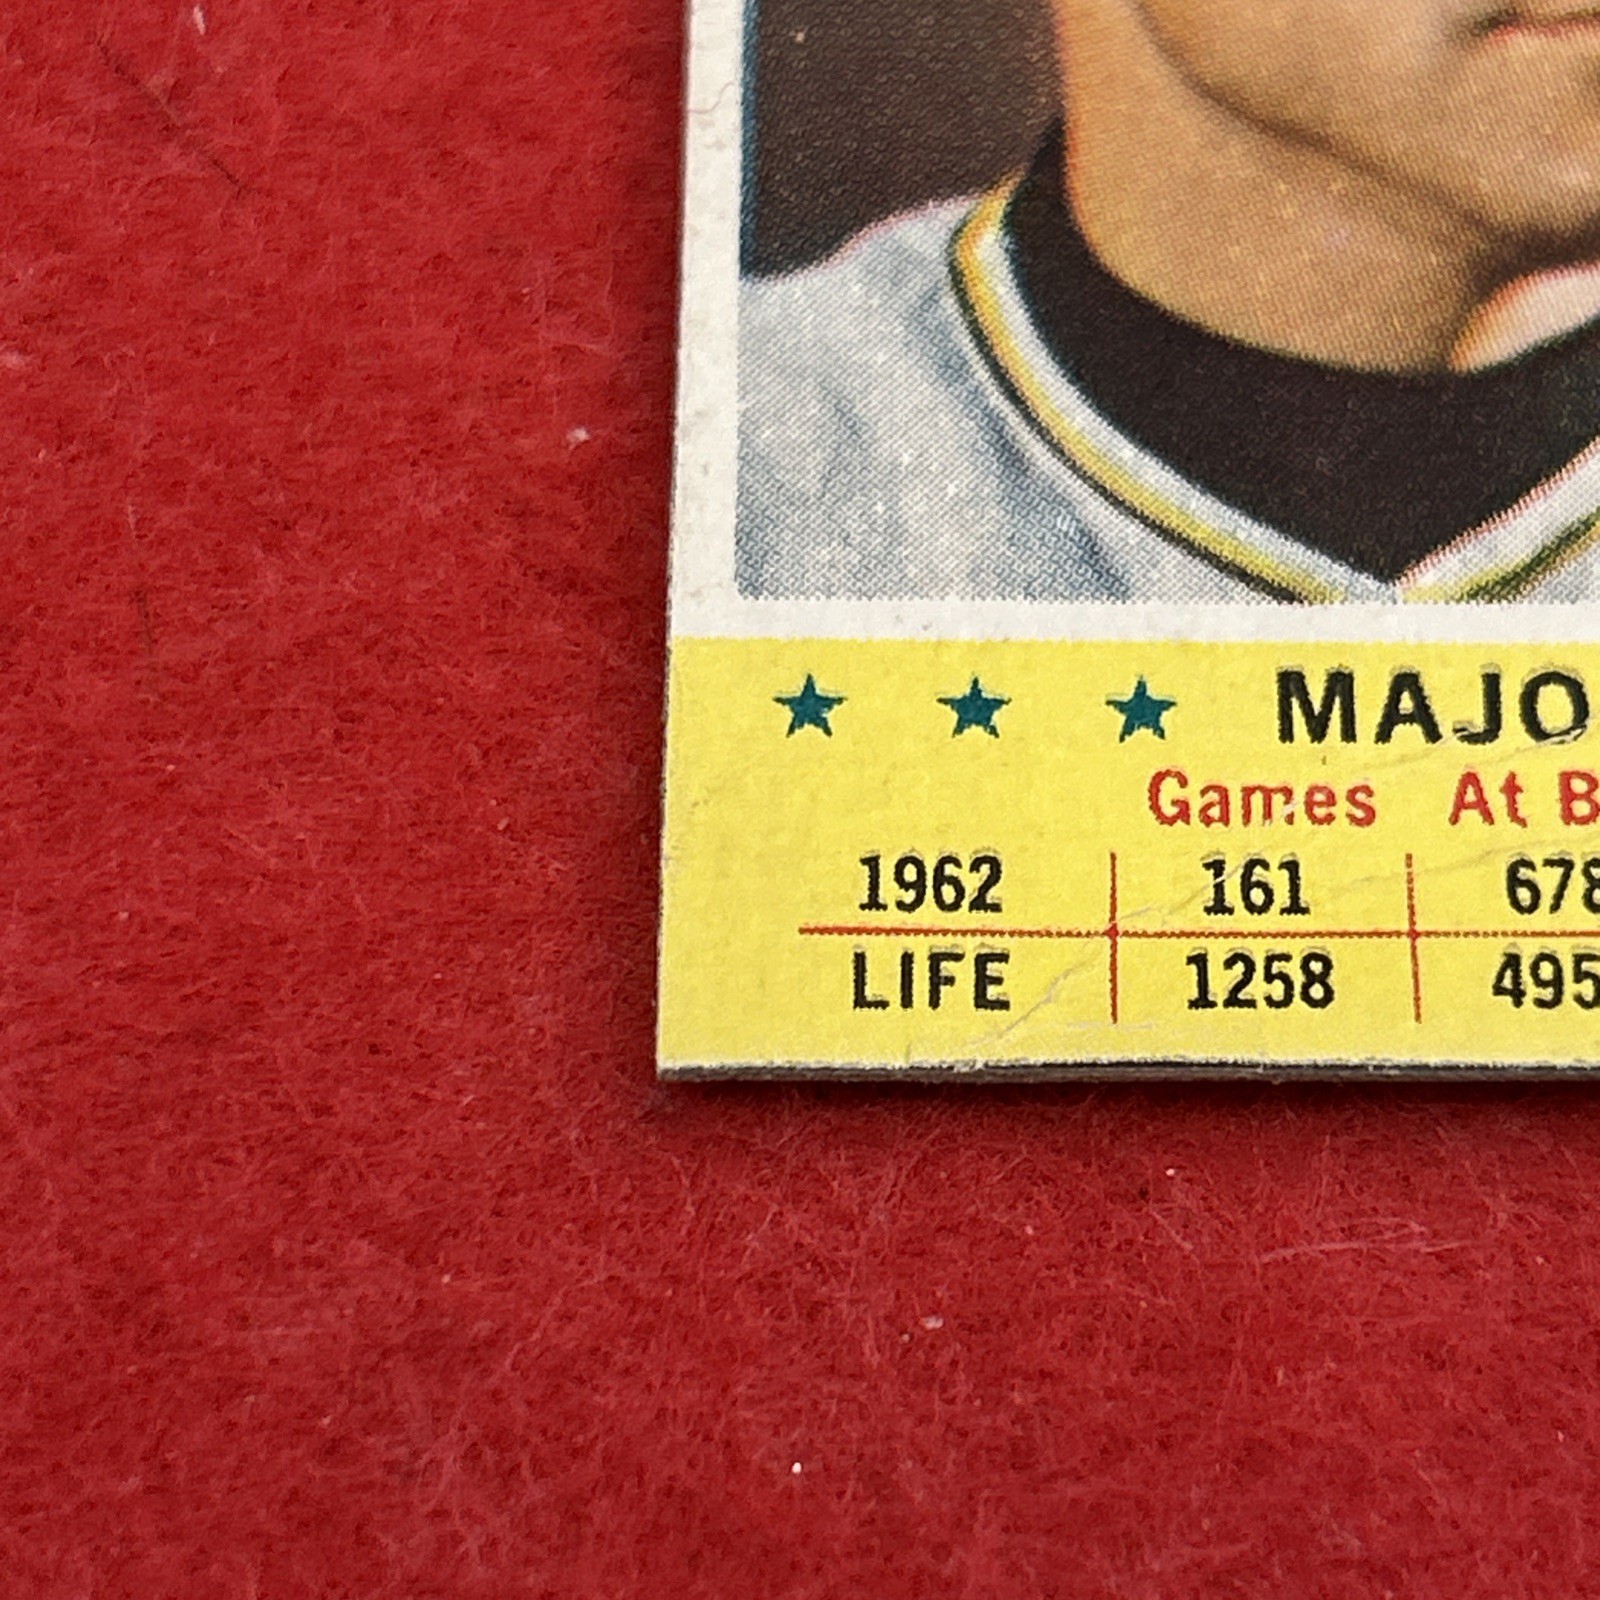 ★ ★ ★ MAJO
Games At B
1962 161 678
LIFE 1258 495